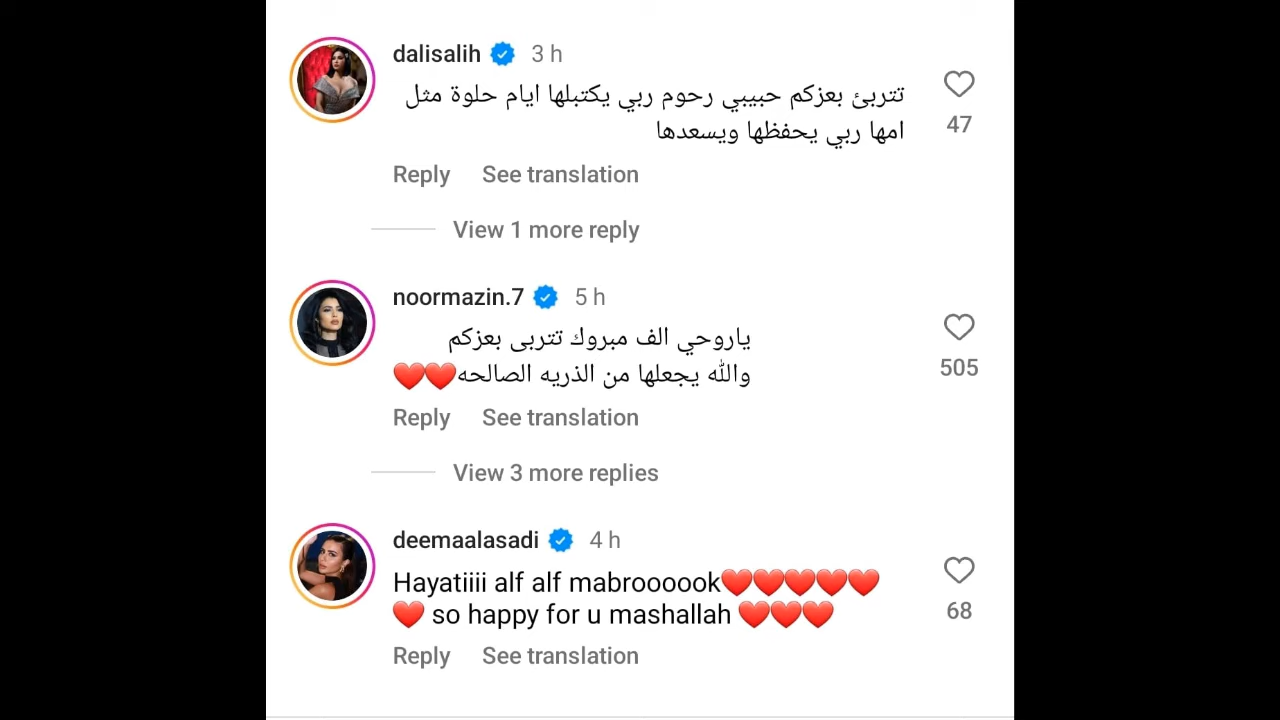 dalisalih 3 h
تتربئ بعزكم حبيبي رحوم ربي يكتبلها ايام حلوة مثل
امها ربي يحفظها ويسعدها
47
Reply See translation
View 1 more reply
noormazin.7 5 h
ياروحي الف مبروك تتربى بعزكم
والله يجعلها من الذريه الصالحه❤️❤️
505
Reply See translation
View 3 more replies
deemaalasadi 4 h
Hayatiiii alf alf mabroooook❤️❤️❤️❤️❤️
❤️ so happy for u mashallah ❤️❤️❤️
68
Reply See translation